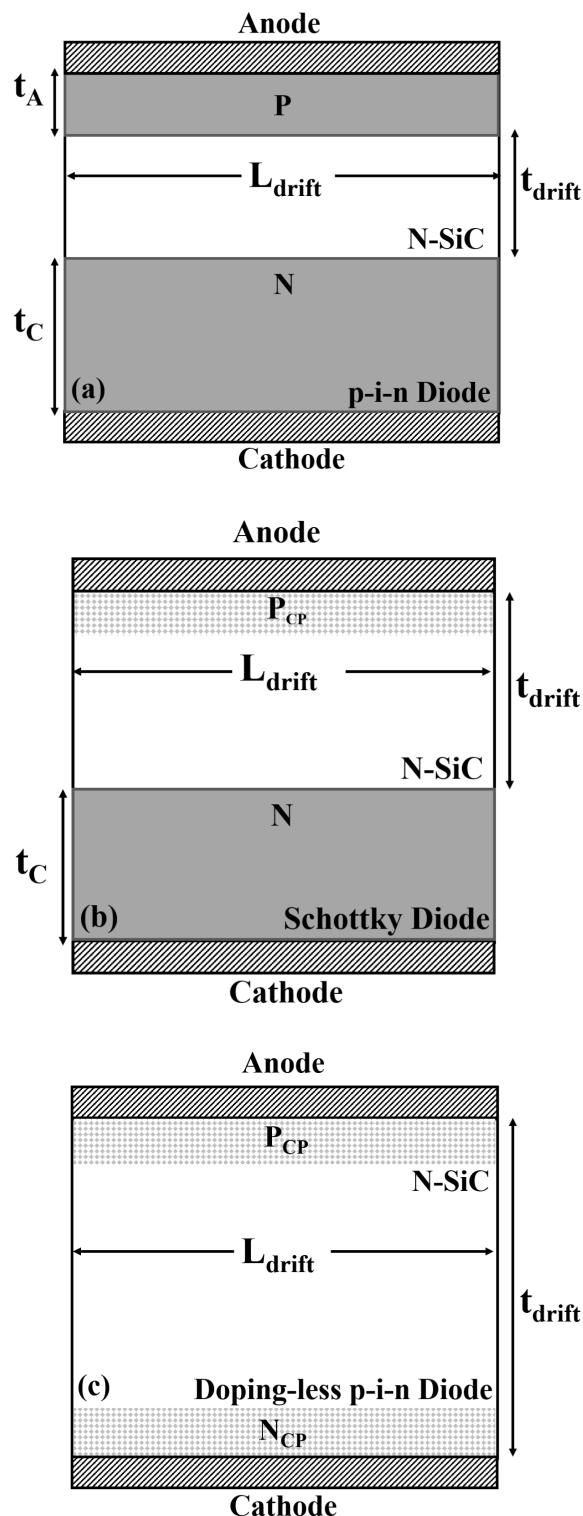 Anode
t_A
P
L_drift
t_drift
N-SiC
N
t_C
(a)
p-i-n Diode
Cathode
Anode
P_CP
L_drift
t_drift
N-SiC
N
t_C
(b)
Schottky Diode
Cathode
Anode
P_CP
N-SiC
L_drift
t_drift
(c)
Doping-less p-i-n Diode
N_CP
Cathode